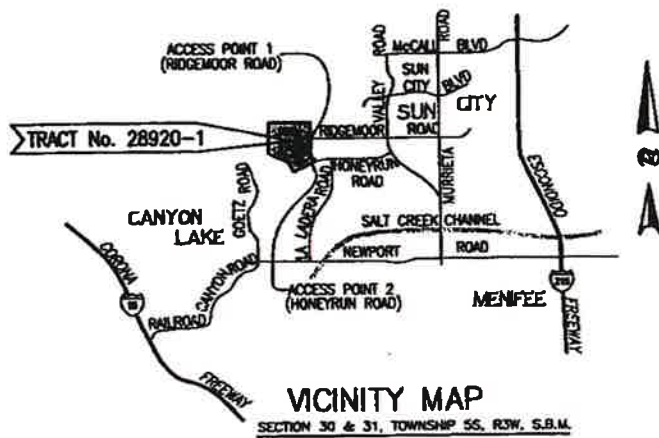 ACCESS POINT 1
(RIDGEMOOR ROAD)
ROAD
ROAD
McCALL BLVD
SUN
CITY BLVD
VALLEY
SUN
CITY
TRACT No. 28920-1
RIDGEMOOR ROAD
HONEYRUN
ROAD
MURRIETA
GOETZ ROAD
LA LADERA ROAD
CANYON
LAKE
SALT CREEK CHANNEL
NEWPORT ROAD
ESCONDIDO
CORONA
15
FREEWAY
RAILROAD CANYON ROAD
ACCESS POINT 2
(HONEYRUN ROAD)
MENIFEE
215
FREEWAY
VICINITY MAP
SECTION 30 & 31, TOWNSHIP 5S, R3W, S.B.M.